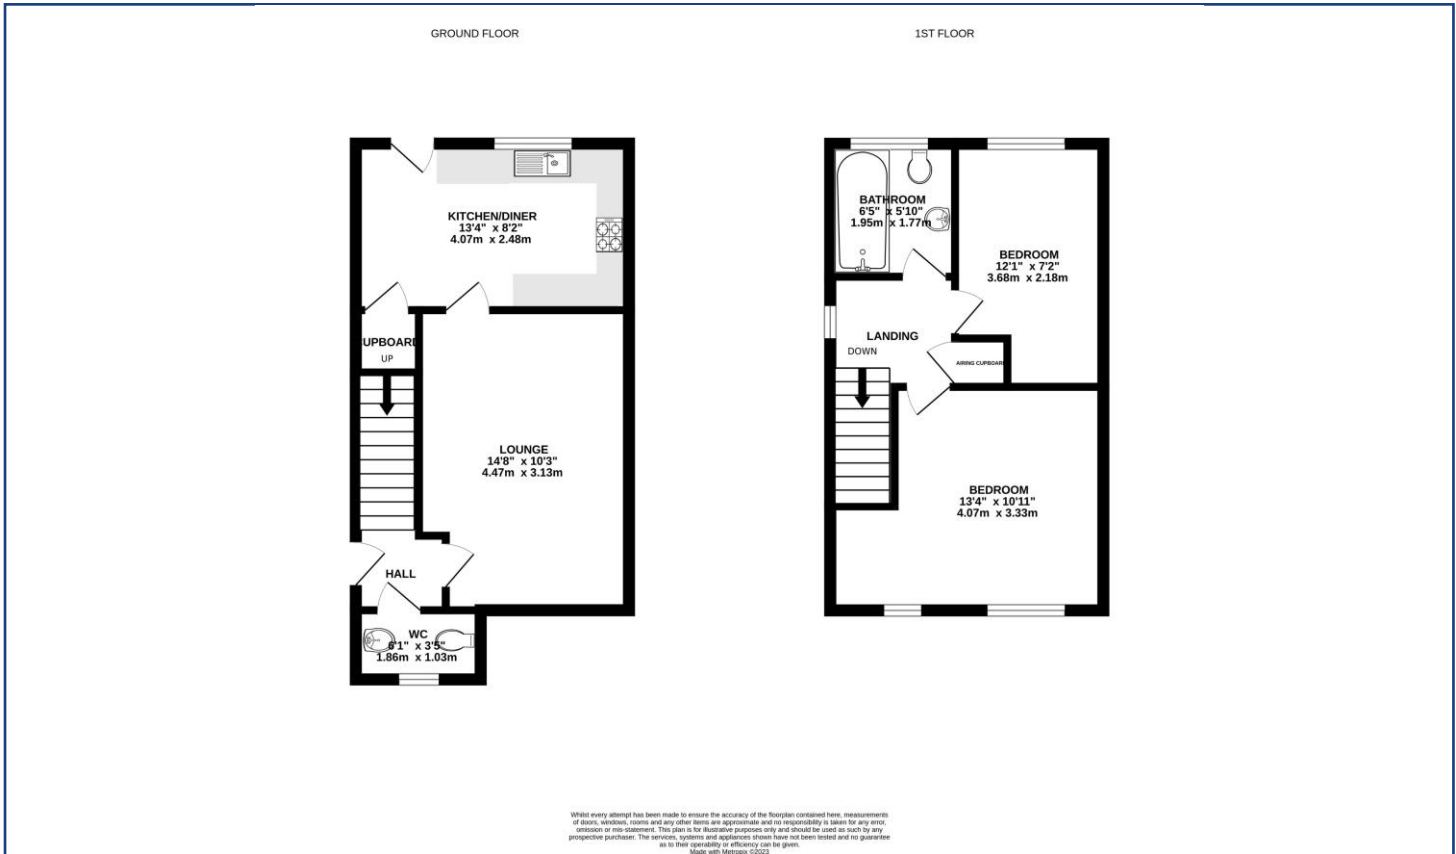 GROUND FLOOR
1ST FLOOR
KITCHEN/DINER
13'4" x 8'2"
4.07m x 2.48m
CUPBOARD
UP
LOUNGE
14'8" x 10'3"
4.47m x 3.13m
HALL
WC
6'1" x 3'5"
1.86m x 1.03m
BATHROOM
6'5" x 5'10"
1.95m x 1.77m
BEDROOM
12'1" x 7'2"
3.68m x 2.18m
LANDING
DOWN
AIRING CUPBOARD
BEDROOM
13'4" x 10'11"
4.07m x 3.33m
Whilst every attempt has been made to ensure the accuracy of the floorplan contained here, measurements
of doors, windows, rooms and any other items are approximate and no responsibility is taken for any error,
omission or mis-statement. This plan is for illustrative purposes only and should be used as such by any
prospective purchaser. The services, systems and appliances shown have not been tested and no guarantee
as to their operability or efficiency can be given.
Made with Metropix ©2023